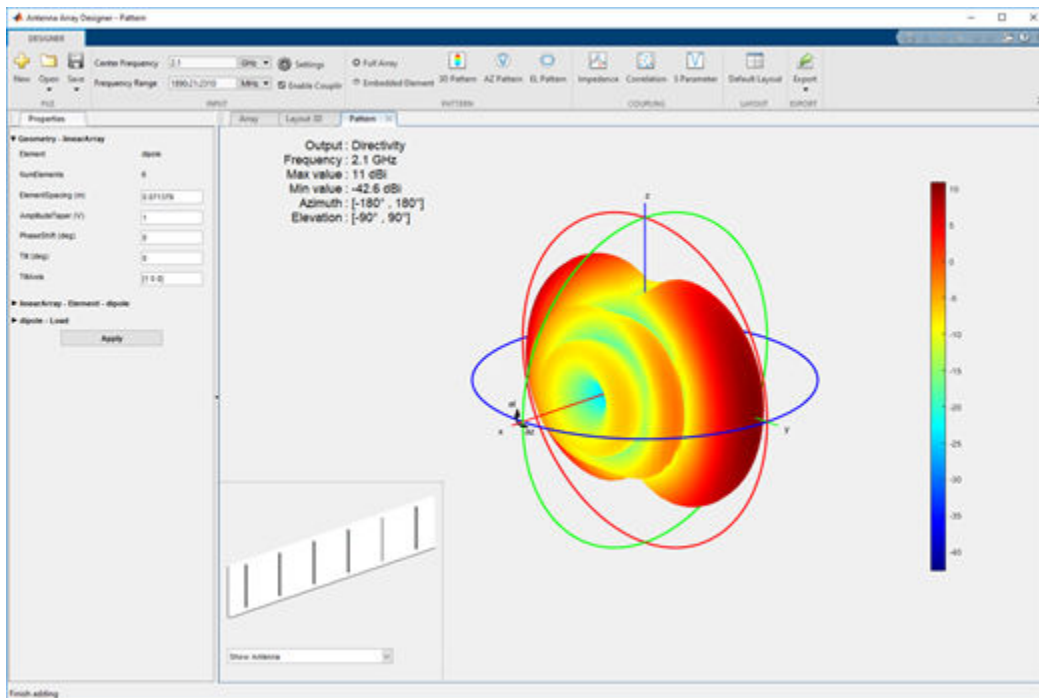 Antenna Array Designer - Pattern
DESIGNER
New Open Save
Center Frequency 2.1 GHz
Settings
Full Array
Frequency Range MHz
Enable Couplin
Embedded Element
3D Pattern AZ Pattern EL Pattern
Impedance Correlation S Parameter
Default Layout
Export
FILE INPUT PATTERN COUPLING LAYOUT EXPORT
Properties
Array Layout 3D Pattern
Geometry - linearArray
Element dipole
NumElements 6
ElementSpacing (m) 0.071379
AmplitudeTaper (V) 1
PhaseShift (deg) 0
Tilt (deg) 0
TiltAxis [1 0 0]
linearArray - Element - dipole
dipole - Load
Apply
Output : Directivity
Frequency : 2.1 GHz
Max value : 11 dBi
Min value : -42.6 dBi
Azimuth : [-180° , 180°]
Elevation : [-90° , 90°]
z
el
x
az
y
10
5
0
-5
-10
-15
-20
-25
-30
-35
-40
Show Antenna
Finish adding